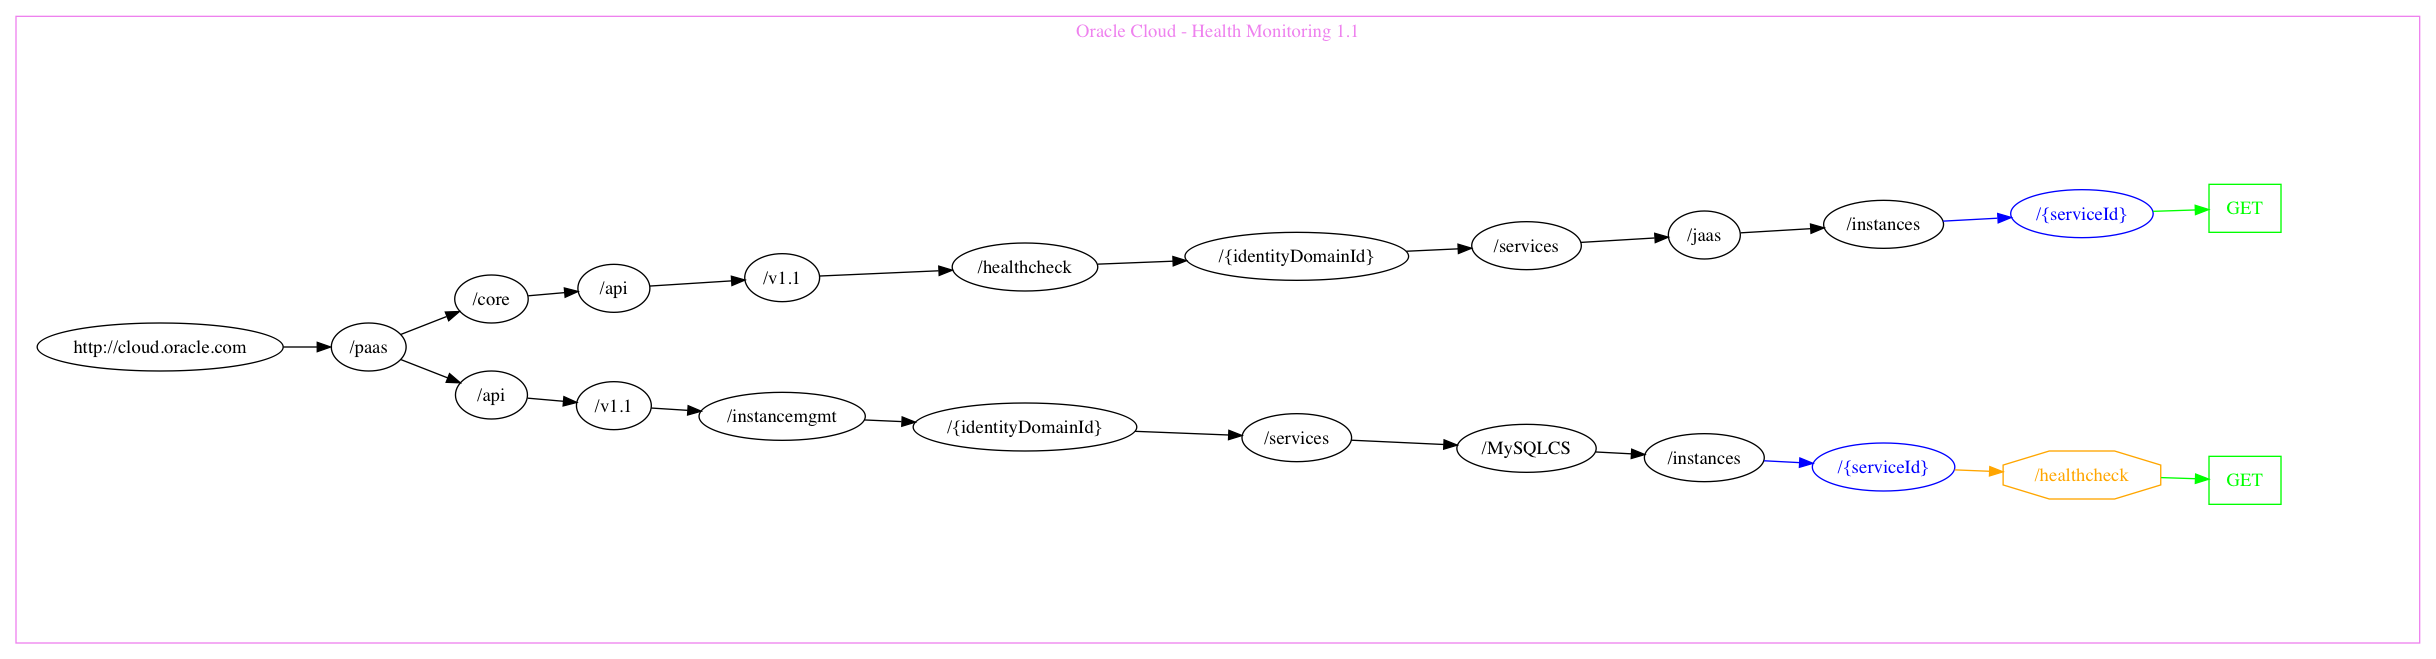 Oracle Cloud - Health Monitoring 1.1
http://cloud.oracle.com
/paas
/core
/api
/v1.1
/healthcheck
/{identityDomainId}
/services
/jaas
/instances
/{serviceId}
GET
/api
/v1.1
/instancemgmt
/{identityDomainId}
/services
/MySQLCS
/instances
/{serviceId}
/healthcheck
GET